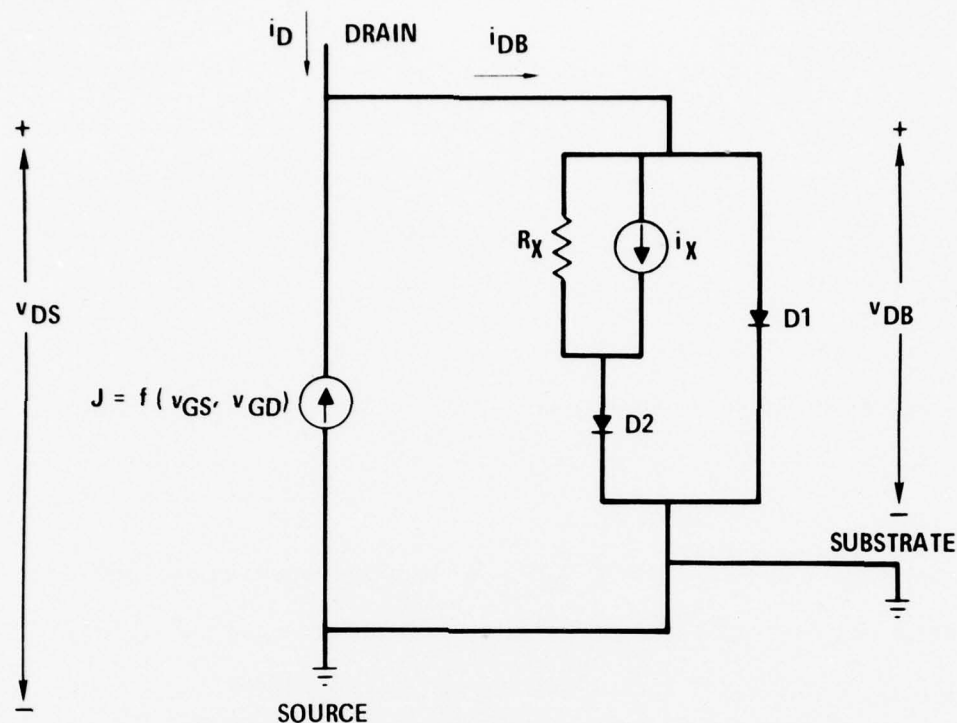 iD DRAIN iDB
+ +
RX iX
vDS D1 vDB
J = f ( vGS, vGD)
D2
−
SUBSTRATE
−
SOURCE